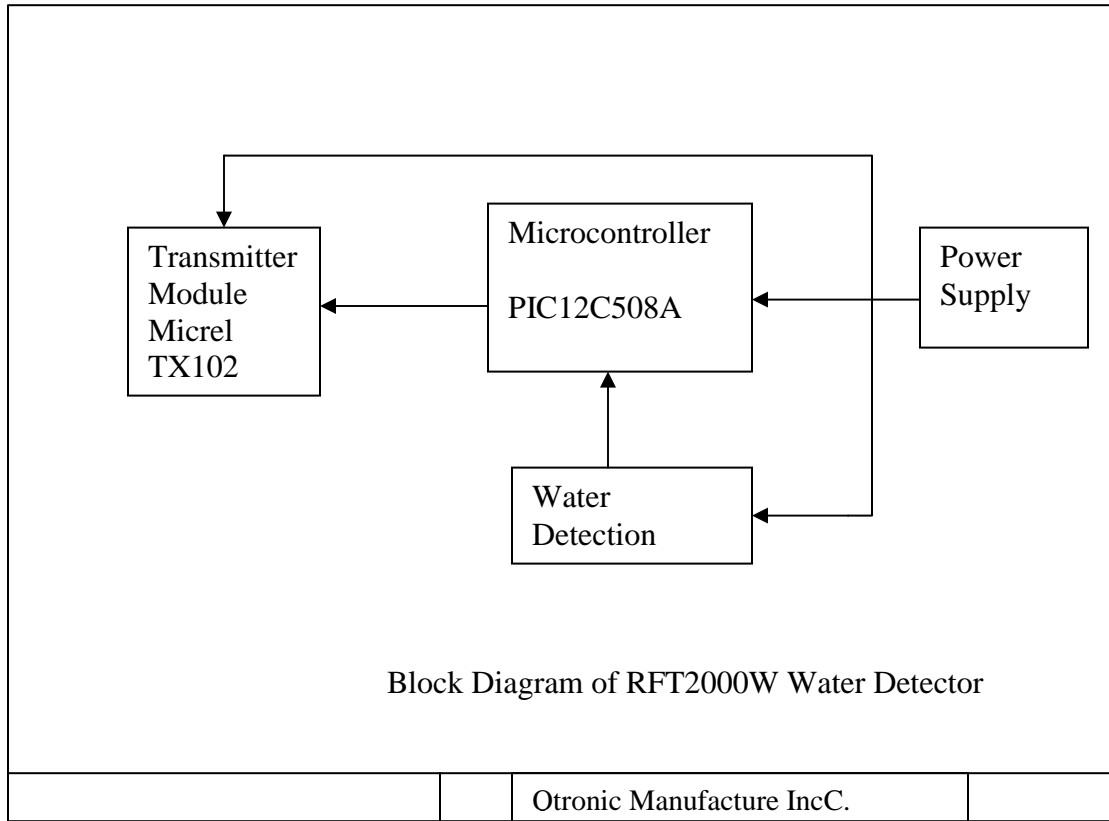 Transmitter
Module
Micrel
TX102
Microcontroller
PIC12C508A
Power
Supply
Water
Detection
Block Diagram of RFT2000W Water Detector
Otronic Manufacture IncC.